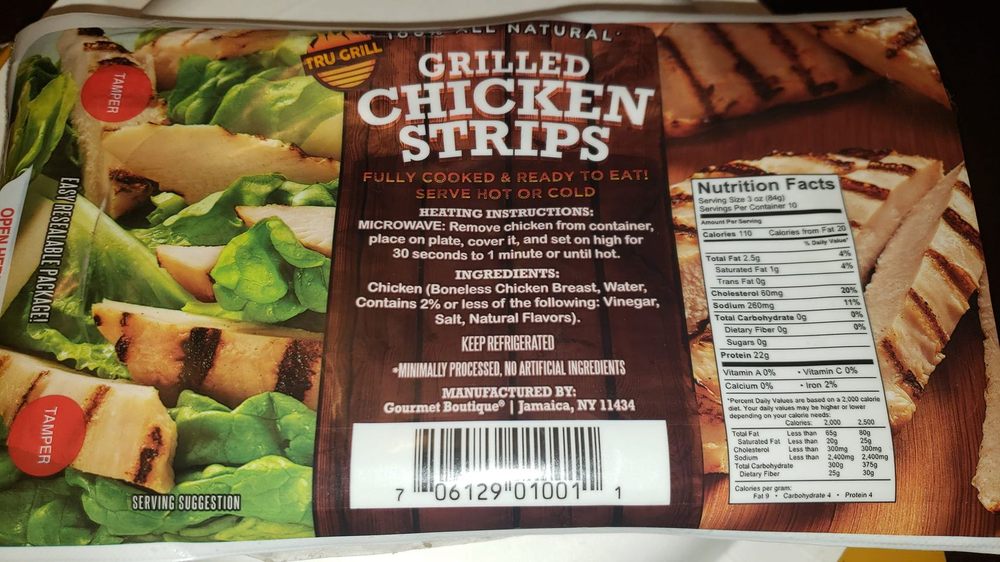 TAMPER
EASY RESEALABLE PACKAGE!
TAMPER
SERVING SUGGESTION
TRU GRILL
ALL NATURAL*
GRILLED
CHICKEN
STRIPS
FULLY COOKED & READY TO EAT!
SERVE HOT OR COLD
HEATING INSTRUCTIONS:
MICROWAVE: Remove chicken from container,
place on plate, cover it, and set on high for
30 seconds to 1 minute or until hot.
INGREDIENTS:
Chicken (Boneless Chicken Breast, Water,
Contains 2% or less of the following: Vinegar,
Salt, Natural Flavors).
KEEP REFRIGERATED
*MINIMALLY PROCESSED, NO ARTIFICIAL INGREDIENTS
MANUFACTURED BY:
Gourmet Boutique® | Jamaica, NY 11434
7 06129 01001 1
Nutrition Facts
Serving Size 3 oz (84g)
Servings Per Container 10
Amount Per Serving
Calories 110 Calories from Fat 20
% Daily Value*
Total Fat 2.5g 4%
Saturated Fat 1g 4%
Trans Fat 0g
Cholesterol 60mg 20%
Sodium 260mg 11%
Total Carbohydrate 0g 0%
Dietary Fiber 0g 0%
Sugars 0g
Protein 22g
Vitamin A 0% • Vitamin C 0%
Calcium 0% • Iron 2%
*Percent Daily Values are based on a 2,000 calorie
diet. Your daily values may be higher or lower
depending on your calorie needs:
Calories: 2,000 2,500
Total Fat Less than 65g 80g
Saturated Fat Less than 20g 25g
Cholesterol Less than 300mg 300mg
Sodium Less than 2,400mg 2,400mg
Total Carbohydrate 300g 375g
Dietary Fiber 25g 30g
Calories per gram:
Fat 9 • Carbohydrate 4 • Protein 4